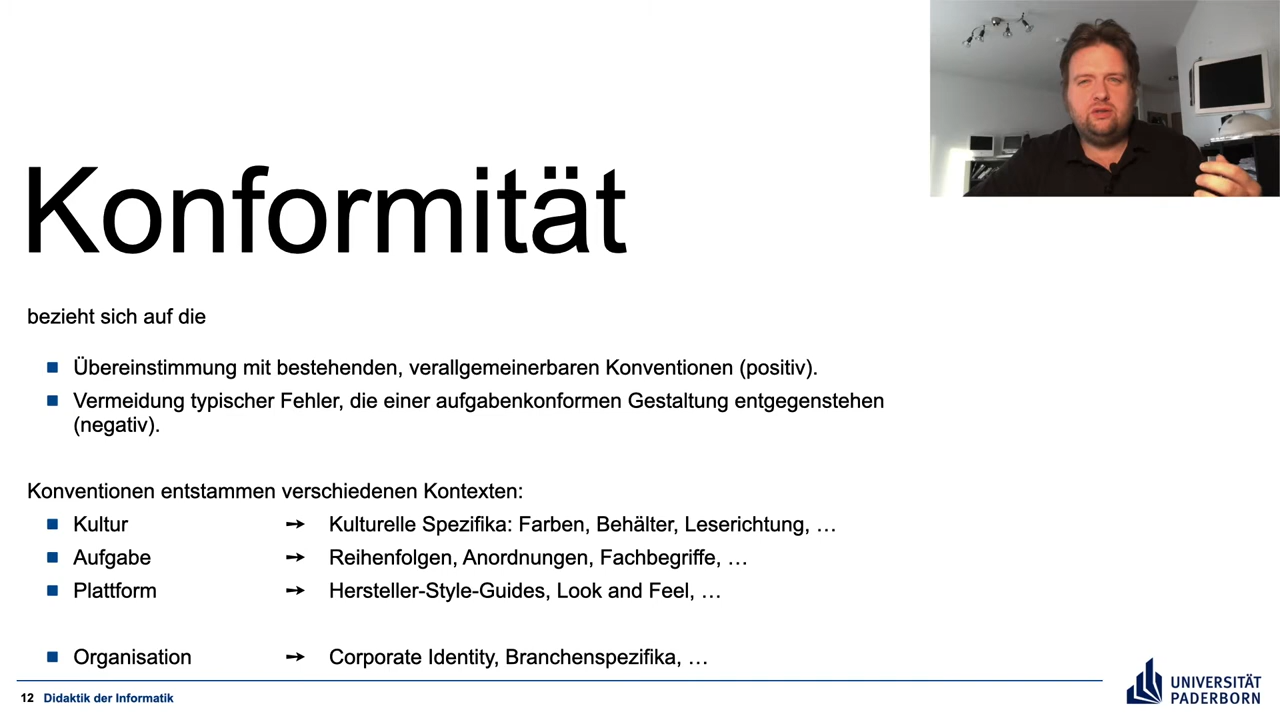 Konformität
bezieht sich auf die
Übereinstimmung mit bestehenden, verallgemeinerbaren Konventionen (positiv).
Vermeidung typischer Fehler, die einer aufgabenkonformen Gestaltung entgegenstehen
(negativ).
Konventionen entstammen verschiedenen Kontexten:
Kultur → Kulturelle Spezifika: Farben, Behälter, Leserichtung, …
Aufgabe → Reihenfolgen, Anordnungen, Fachbegriffe, …
Plattform → Hersteller-Style-Guides, Look and Feel, …
Organisation → Corporate Identity, Branchenspezifika, …
12 Didaktik der Informatik
UNIVERSITÄT
PADERBORN